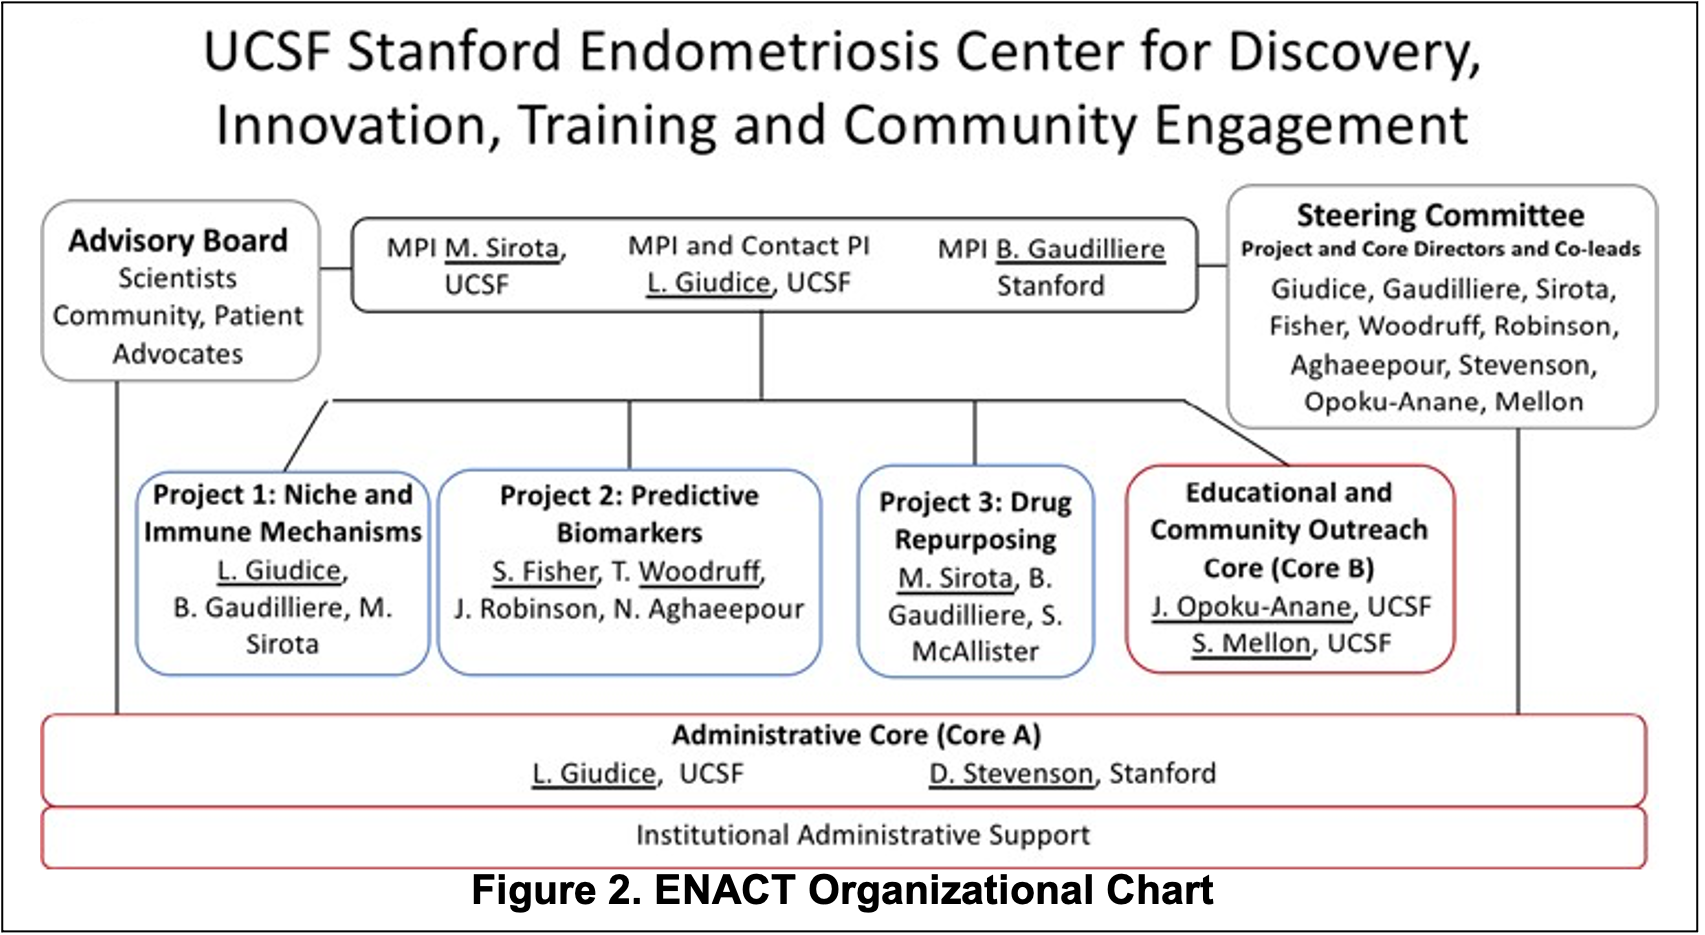 UCSF Stanford Endometriosis Center for Discovery,
Innovation, Training and Community Engagement
Advisory Board
Scientists
Community, Patient
Advocates
MPI M. Sirota,
UCSF
MPI and Contact PI
L. Giudice, UCSF
MPI B. Gaudilliere
Stanford
Steering Committee
Project and Core Directors and Co-leads
Giudice, Gaudilliere, Sirota,
Fisher, Woodruff, Robinson,
Aghaeepour, Stevenson,
Opoku-Anane, Mellon
Project 1: Niche and
Immune Mechanisms
L. Giudice,
B. Gaudilliere, M.
Sirota
Project 2: Predictive
Biomarkers
S. Fisher, T. Woodruff,
J. Robinson, N. Aghaeepour
Project 3: Drug
Repurposing
M. Sirota, B.
Gaudilliere, S.
McAllister
Educational and
Community Outreach
Core (Core B)
J. Opoku-Anane, UCSF
S. Mellon, UCSF
Administrative Core (Core A)
L. Giudice, UCSF D. Stevenson, Stanford
Institutional Administrative Support
Figure 2. ENACT Organizational Chart